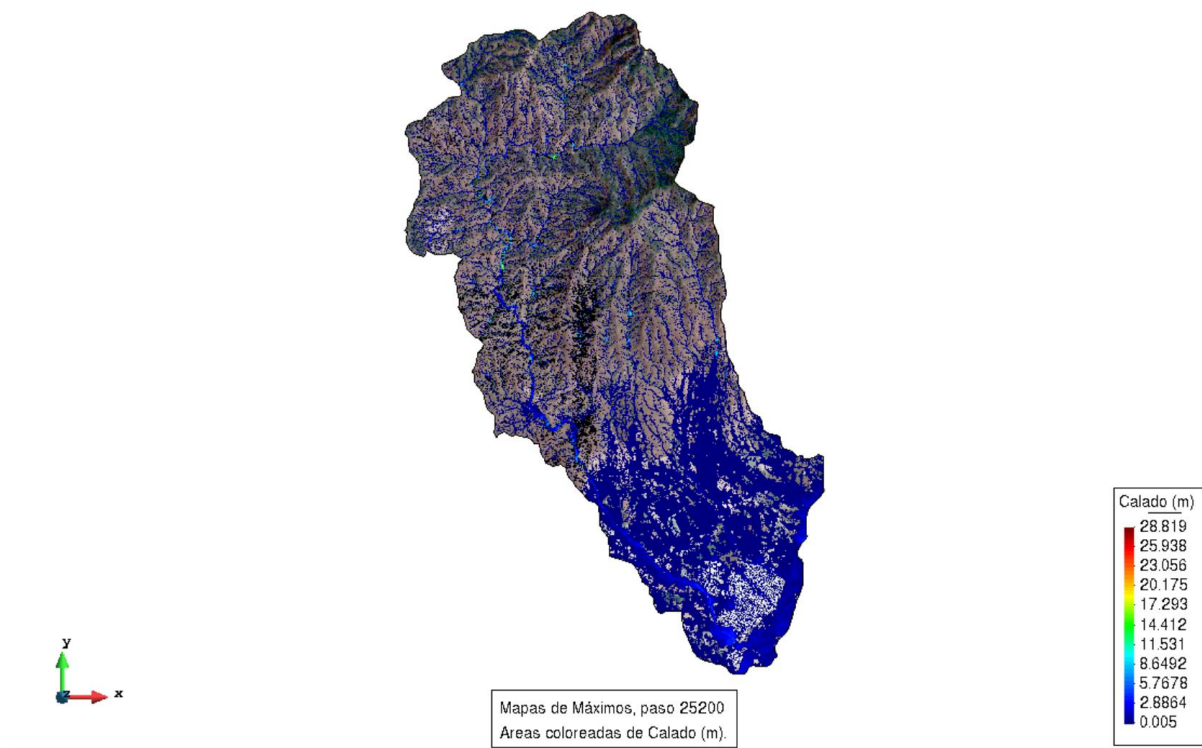 Calado (m)
28.819
25.938
23.056
20.175
17.293
14.412
11.531
8.6492
5.7678
2.8864
0.005
y
z
x
Mapas de Máximos, paso 25200
Areas coloreadas de Calado (m).